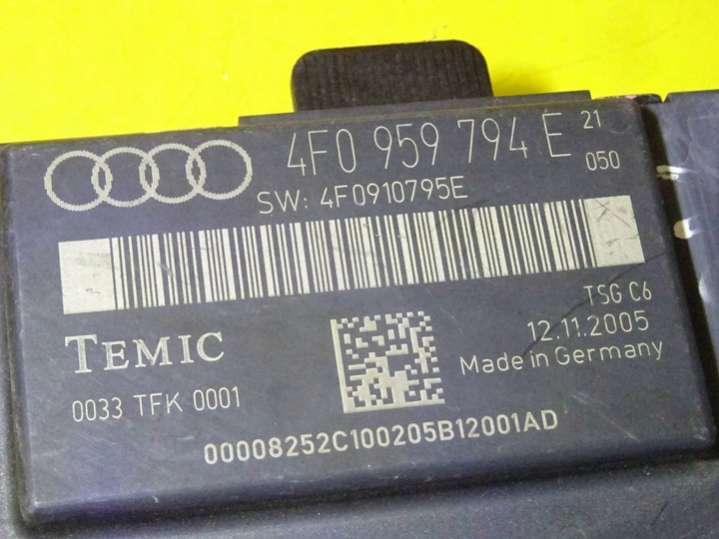 4F0 959 794 E 21
050
SW: 4F0910795E
TSG C6
TEMIC
12.11.2005
Made in Germany
0033 TFK 0001
00008252C100205B12001AD